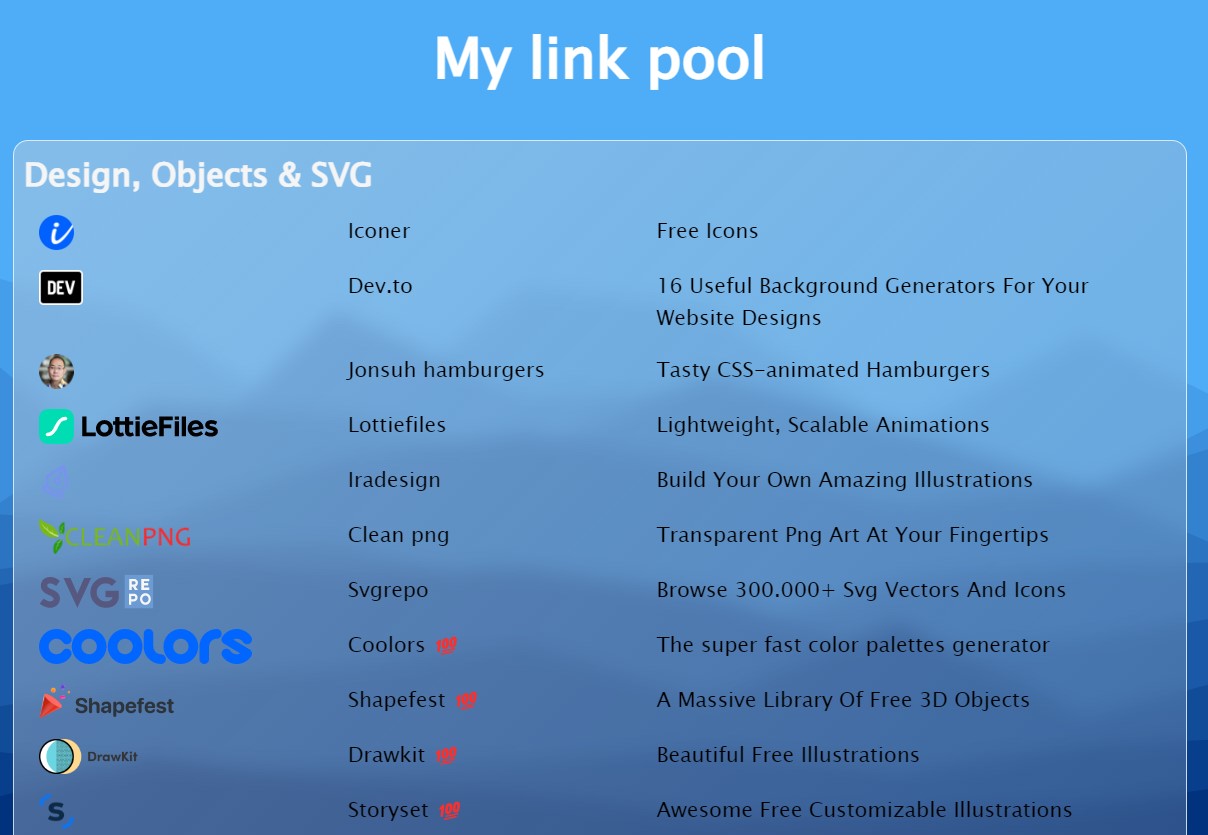 My link pool
Design, Objects & SVG
i Iconer Free Icons
DEV Dev.to 16 Useful Background Generators For Your
Website Designs
Jonsuh hamburgers Tasty CSS-animated Hamburgers
LottieFiles Lottiefiles Lightweight, Scalable Animations
Iradesign Build Your Own Amazing Illustrations
CLEANPNG Clean png Transparent Png Art At Your Fingertips
SVG REPO Svgrepo Browse 300.000+ Svg Vectors And Icons
coolors Coolors 💯 The super fast color palettes generator
Shapefest Shapefest 💯 A Massive Library Of Free 3D Objects
DrawKit Drawkit 💯 Beautiful Free Illustrations
S Storyset 💯 Awesome Free Customizable Illustrations